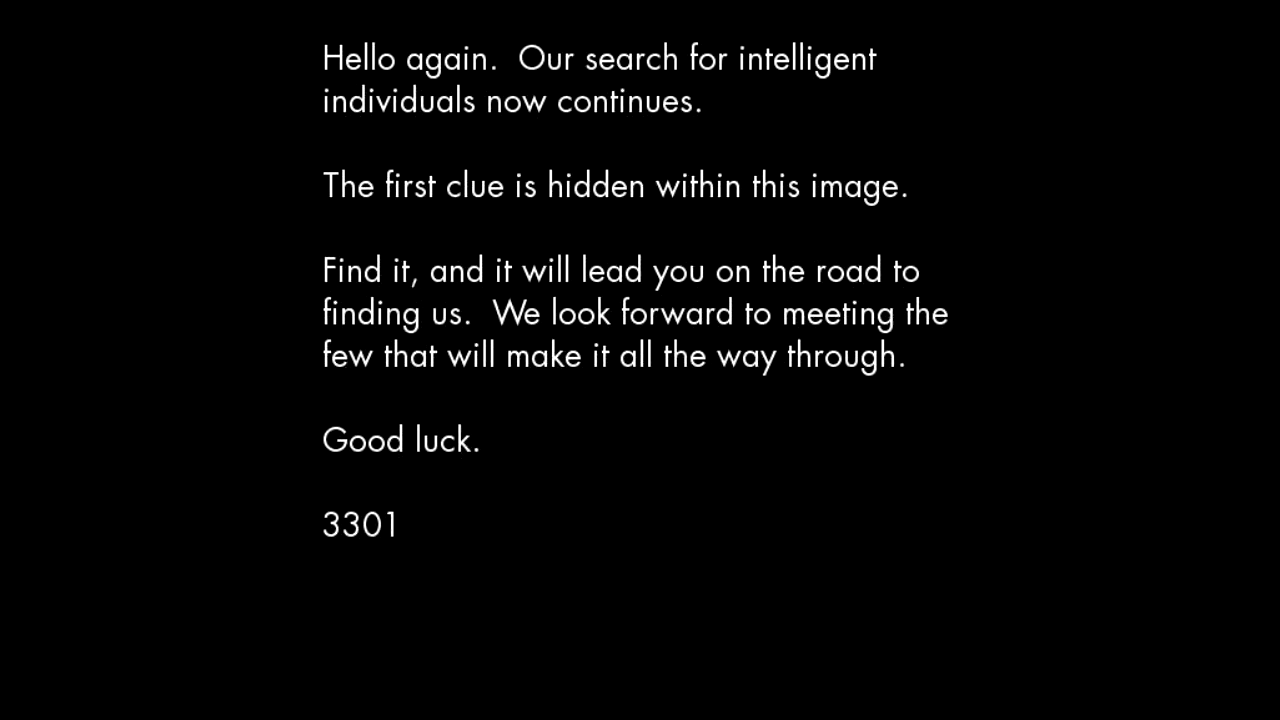 Hello again.  Our search for intelligent
individuals now continues.
The first clue is hidden within this image.
Find it, and it will lead you on the road to
finding us.  We look forward to meeting the
few that will make it all the way through.
Good luck.
3301